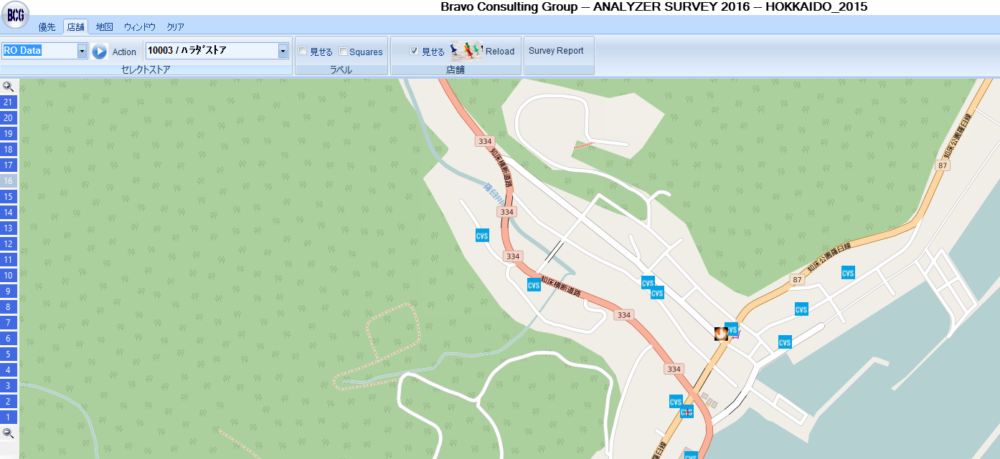 Bravo Consulting Group -- ANALYZER SURVEY 2016 -- HOKKAIDO_2015
BCG
優先 店舗 地図 ウィンドウ クリア
RO Data Action 10003 / ﾊﾗﾀﾞｽﾄｱ 見せる Squares 見せる Reload Survey Report
セレクトストア ラベル 店舗
21
20
19
18
17
16
15
14
13
12
11
10
9
8
7
6
5
4
3
2
1
334
知床横断道路
羅臼川
334
334
知床横断道路
334
334
知床公園羅臼線
87
知床公園羅臼線
87
羅臼線
CVS
CVS
CVS
CVS
CVS
CVS
CVS
CVS
CVS
CVS
CVS